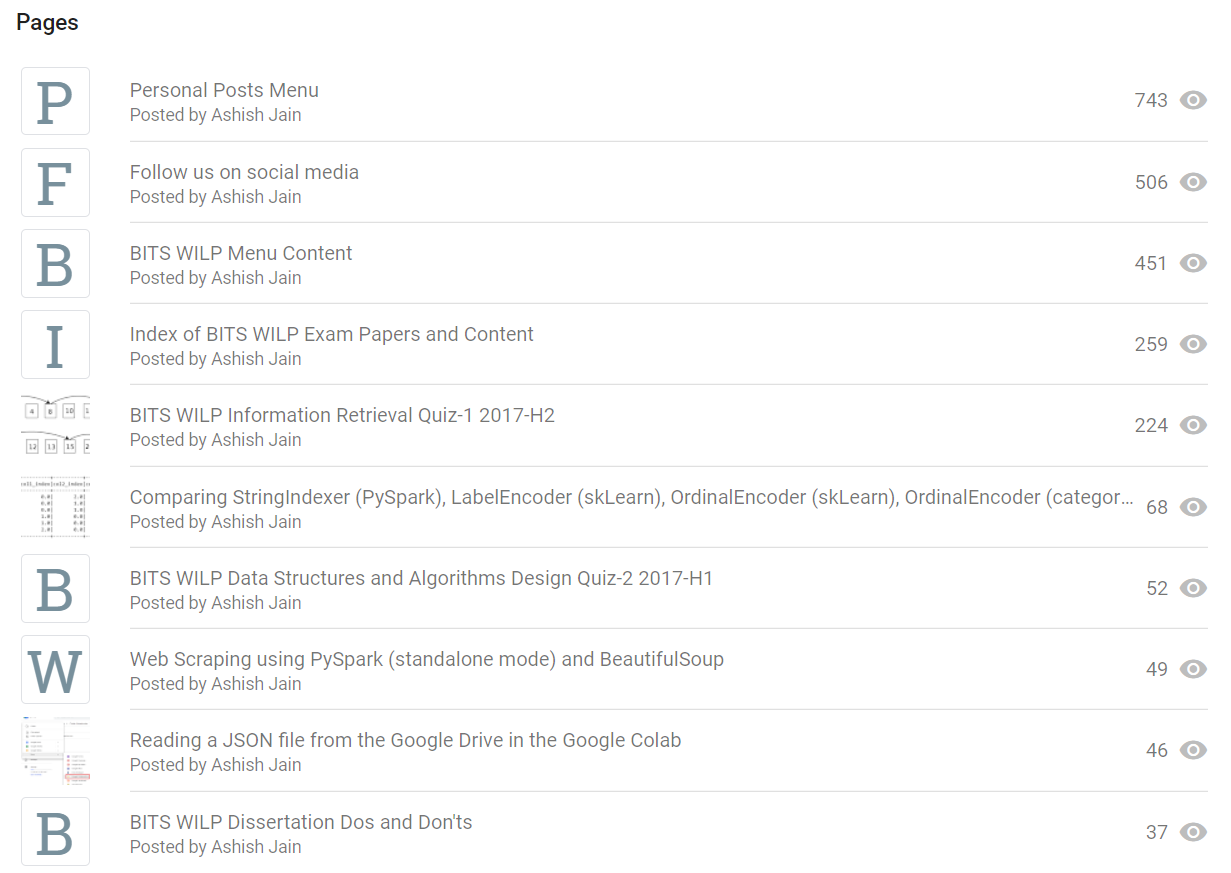 Pages
P
Personal Posts Menu
Posted by Ashish Jain
743
F
Follow us on social media
Posted by Ashish Jain
506
B
BITS WILP Menu Content
Posted by Ashish Jain
451
I
Index of BITS WILP Exam Papers and Content
Posted by Ashish Jain
259
4 8 10
12 13 15
BITS WILP Information Retrieval Quiz-1 2017-H2
Posted by Ashish Jain
224
Comparing StringIndexer (PySpark), LabelEncoder (skLearn), OrdinalEncoder (skLearn), OrdinalEncoder (categor...
Posted by Ashish Jain
68
B
BITS WILP Data Structures and Algorithms Design Quiz-2 2017-H1
Posted by Ashish Jain
52
W
Web Scraping using PySpark (standalone mode) and BeautifulSoup
Posted by Ashish Jain
49
Reading a JSON file from the Google Drive in the Google Colab
Posted by Ashish Jain
46
B
BITS WILP Dissertation Dos and Don'ts
Posted by Ashish Jain
37